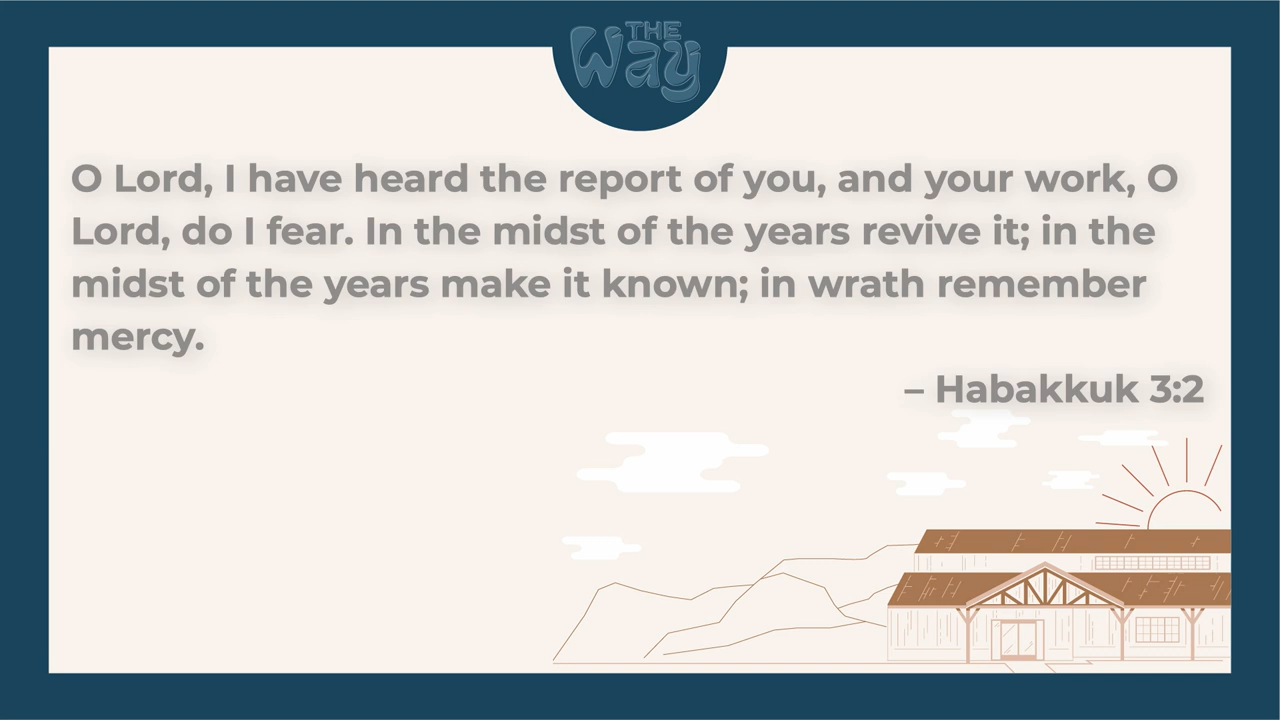 THE
Way
O Lord, I have heard the report of you, and your work, O
Lord, do I fear. In the midst of the years revive it; in the
midst of the years make it known; in wrath remember
mercy.
– Habakkuk 3:2